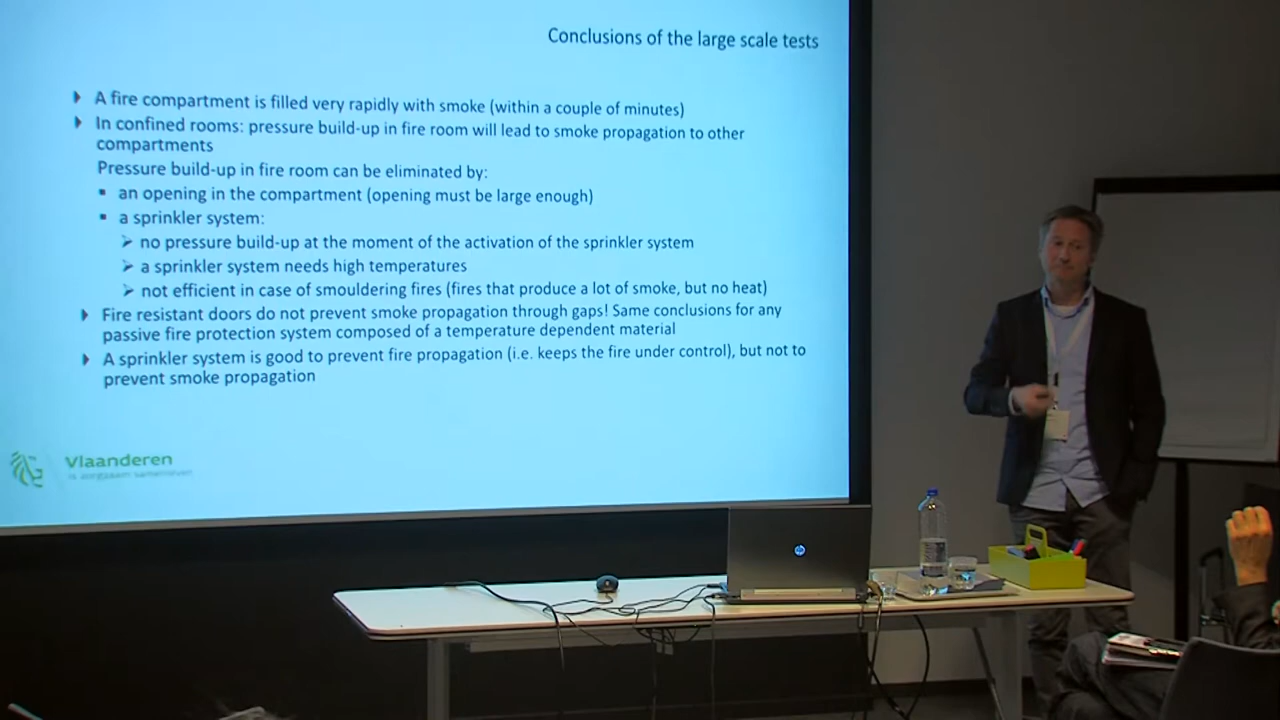 Conclusions of the large scale tests
A fire compartment is filled very rapidly with smoke (within a couple of minutes)
In confined rooms: pressure build-up in fire room will lead to smoke propagation to other
compartments
Pressure build-up in fire room can be eliminated by:
an opening in the compartment (opening must be large enough)
a sprinkler system:
no pressure build-up at the moment of the activation of the sprinkler system
a sprinkler system needs high temperatures
not efficient in case of smouldering fires (fires that produce a lot of smoke, but no heat)
Fire resistant doors do not prevent smoke propagation through gaps! Same conclusions for any
passive fire protection system composed of a temperature dependent material
A sprinkler system is good to prevent fire propagation (i.e. keeps the fire under control), but not to
prevent smoke propagation
Vlaanderen
is zorgzaam samenleven
hp